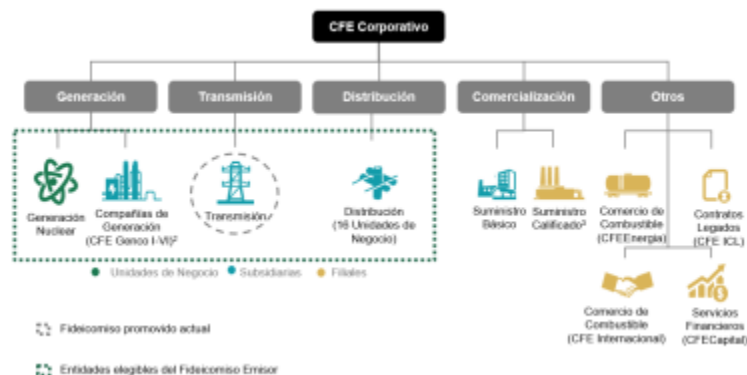 CFE Corporativo
Generación
Transmisión
Distribución
Comercialización
Otros
Generación
Nuclear
Compañías de
Generación
(CFE Genco I-VI)²
Transmisión
Distribución
(16 Unidades de
Negocio)
Suministro
Básico
Suministro
Calificado³
Comercio de
Combustible
(CFEEnergía)
Contratos
Legados
(CFE ICL)
Unidades de Negocio
Subsidiarias
Filiales
Comercio de
Combustible
(CFE Internacional)
Servicios
Financieros
(CFECapital)
Fideicomiso promovido actual
Entidades elegibles del Fideicomiso Emisor